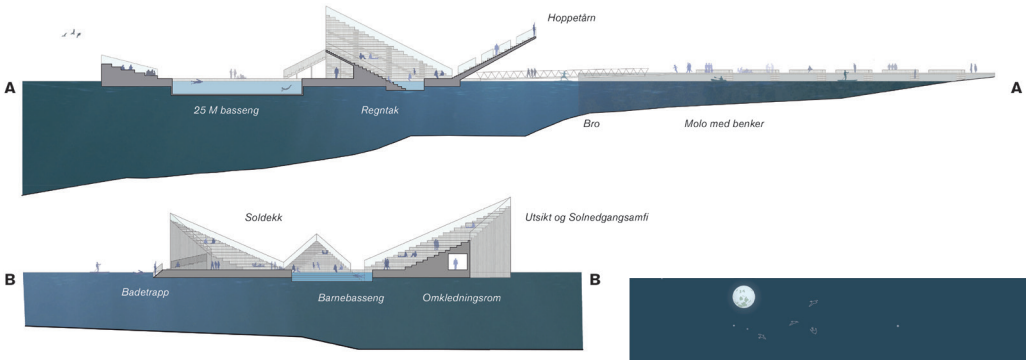 Hoppetårn
A
A
25 M basseng
Regntak
Bro
Molo med benker
Soldekk
Utsikt og Solnedgangsamfi
B
B
Badetrapp
Barnebasseng
Omkledningsrom